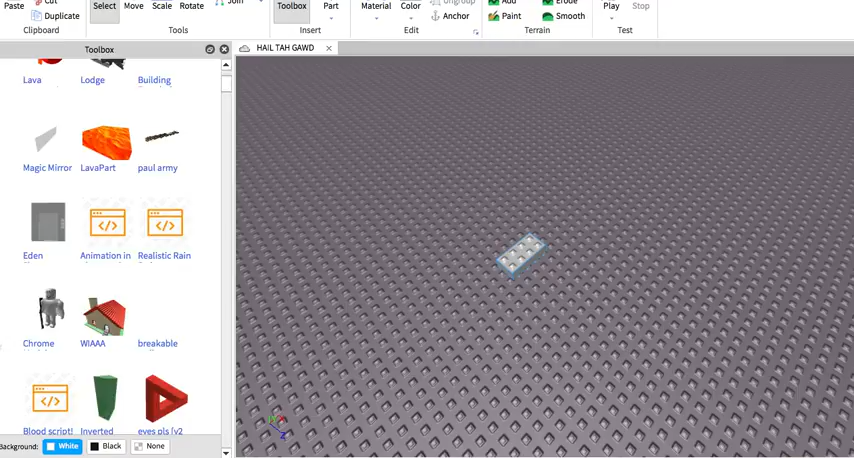 Paste
Cut
Duplicate
Select
Move
Scale
Rotate
Join
Toolbox
Part
Material
Color
Ungroup
Anchor
Add
Paint
Erode
Smooth
Play
Stop
Clipboard
Tools
Insert
Edit
Terrain
Test
Toolbox
HAIL TAH GAWD
Lava
Lodge
Building
Magic Mirror
LavaPart
paul army
Eden
Animation in
Realistic Rain
Chrome
WIAAA
breakable
Blood script!
Inverted
eyes pls [v2
Background:
White
Black
None
Z